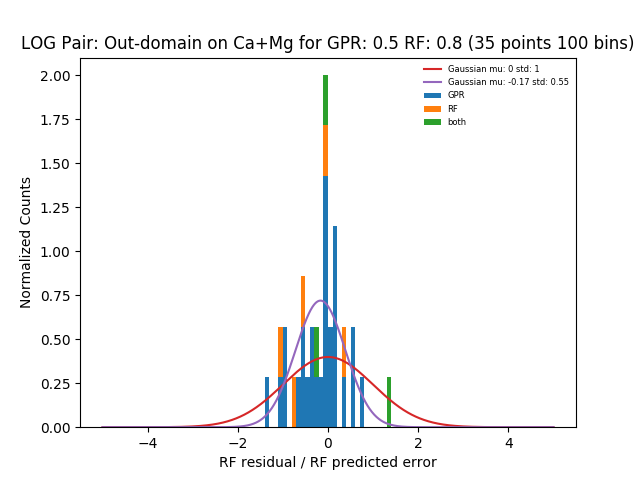 LOG Pair: Out-domain on Ca+Mg for GPR: 0.5 RF: 0.8 (35 points 100 bins)
Gaussian mu: 0 std: 1
Gaussian mu: -0.17 std: 0.55
GPR
RF
both
2.00
1.75
1.50
1.25
1.00
0.75
0.50
0.25
0.00
Normalized Counts
−4
−2
0
2
4
RF residual / RF predicted error